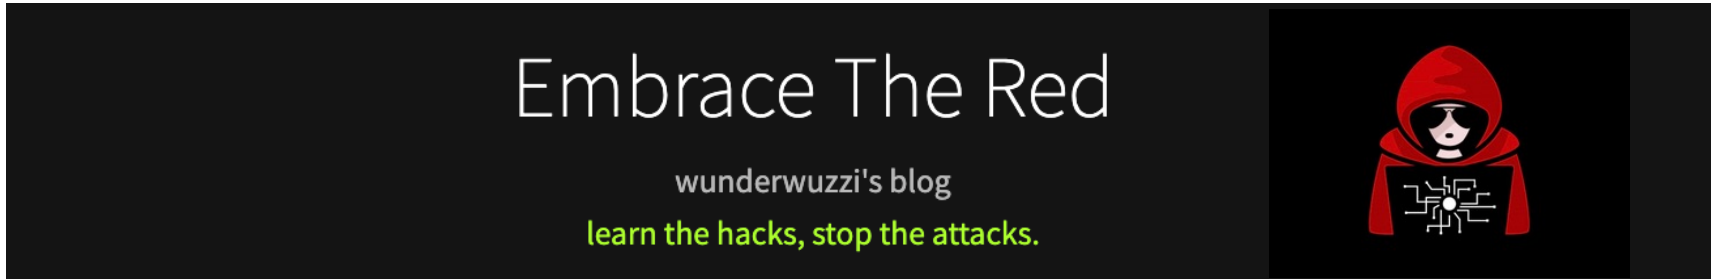 Embrace The Red
wunderwuzzi's blog
learn the hacks, stop the attacks.